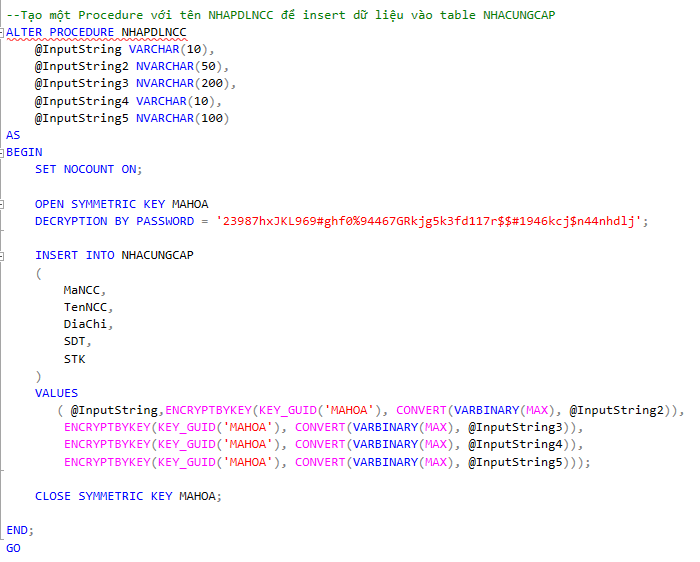 --Tạo một Procedure với tên NHAPDLNCC để insert dữ liệu vào table NHACUNGCAP
ALTER PROCEDURE NHAPDLNCC
    @InputString VARCHAR(10),
    @InputString2 NVARCHAR(50),
    @InputString3 NVARCHAR(200),
    @InputString4 VARCHAR(10),
    @InputString5 NVARCHAR(100)
AS
BEGIN
    SET NOCOUNT ON;
    OPEN SYMMETRIC KEY MAHOA
    DECRYPTION BY PASSWORD = '23987hxJKL969#ghf0%94467GRkjg5k3fd117r$$#1946kcj$n44nhdlj';
    INSERT INTO NHACUNGCAP
    (
        MaNCC,
        TenNCC,
        DiaChi,
        SDT,
        STK
    )
    VALUES
       ( @InputString,ENCRYPTBYKEY(KEY_GUID('MAHOA'), CONVERT(VARBINARY(MAX), @InputString2)),
        ENCRYPTBYKEY(KEY_GUID('MAHOA'), CONVERT(VARBINARY(MAX), @InputString3)),
        ENCRYPTBYKEY(KEY_GUID('MAHOA'), CONVERT(VARBINARY(MAX), @InputString4)),
        ENCRYPTBYKEY(KEY_GUID('MAHOA'), CONVERT(VARBINARY(MAX), @InputString5)));
    CLOSE SYMMETRIC KEY MAHOA;
END;
GO